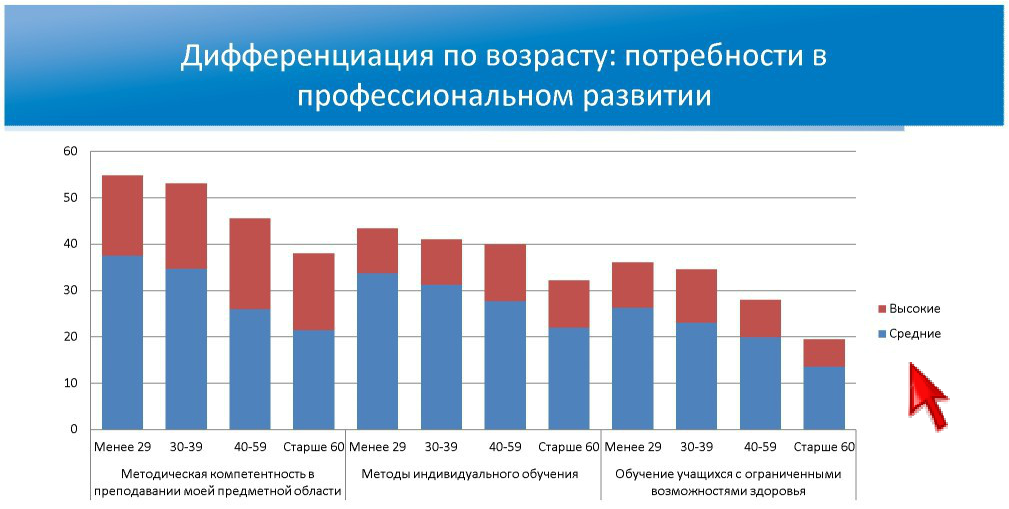 Дифференциация по возрасту: потребности в
профессиональном развитии
60
50
40
30
20
10
0
Высокие
Средние
Менее 29 30-39 40-59 Старше 60 Менее 29 30-39 40-59 Старше 60 Менее 29 30-39 40-59 Старше 60
Методическая компетентность в
преподавании моей предметной области
Методы индивидуального обучения
Обучение учащихся с ограниченными
возможностями здоровья